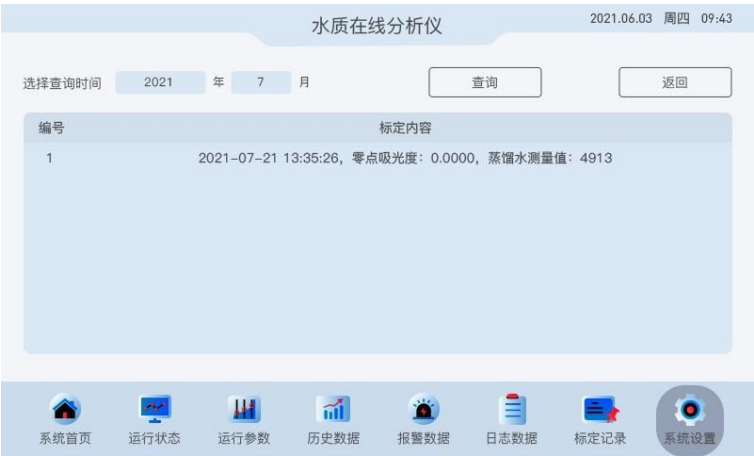 水质在线分析仪 2021.06.03 周四 09:43
选择查询时间 2021 年 7 月 查询 返回
编号 标定内容
1 2021-07-21 13:35:26, 零点吸光度: 0.0000, 蒸馏水测量值: 4913
系统首页 运行状态 运行参数 历史数据 报警数据 日志数据 标定记录 系统设置